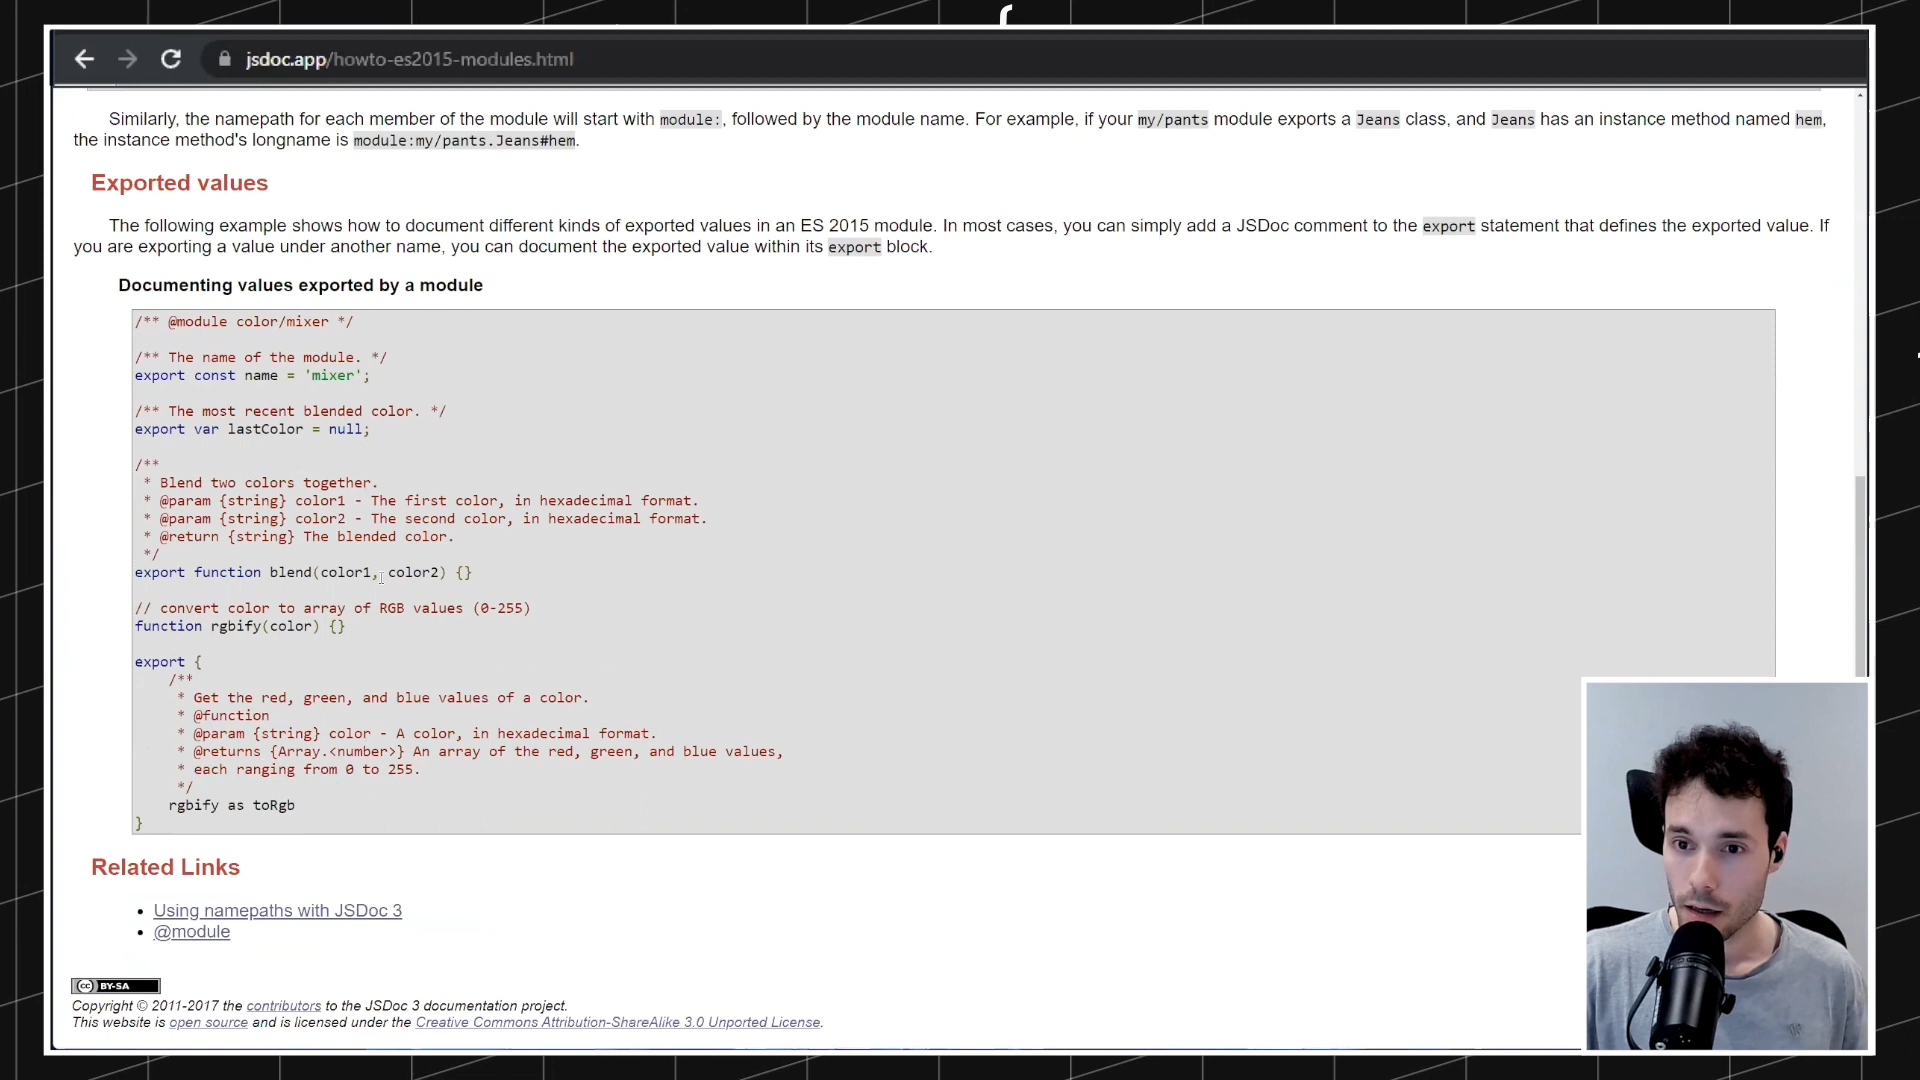 jsdoc.app/howto-es2015-modules.html
Similarly, the namepath for each member of the module will start with module:, followed by the module name. For example, if your my/pants module exports a Jeans class, and Jeans has an instance method named hem,
the instance method's longname is module:my/pants.Jeans#hem.
Exported values
The following example shows how to document different kinds of exported values in an ES 2015 module. In most cases, you can simply add a JSDoc comment to the export statement that defines the exported value. If
you are exporting a value under another name, you can document the exported value within its export block.
Documenting values exported by a module
/** @module color/mixer */
/** The name of the module. */
export const name = 'mixer';
/** The most recent blended color. */
export var lastColor = null;
/**
* Blend two colors together.
* @param {string} color1 - The first color, in hexadecimal format.
* @param {string} color2 - The second color, in hexadecimal format.
* @return {string} The blended color.
*/
export function blend(color1, color2) {}
// convert color to array of RGB values (0-255)
function rgbify(color) {}
export {
/**
* Get the red, green, and blue values of a color.
* @function
* @param {string} color - A color, in hexadecimal format.
* @returns {Array.<number>} An array of the red, green, and blue values,
* each ranging from 0 to 255.
*/
rgbify as toRgb
}
Related Links
• Using namepaths with JSDoc 3
• @module
cc BY-SA
Copyright © 2011-2017 the contributors to the JSDoc 3 documentation project.
This website is open source and is licensed under the Creative Commons Attribution-ShareAlike 3.0 Unported License.